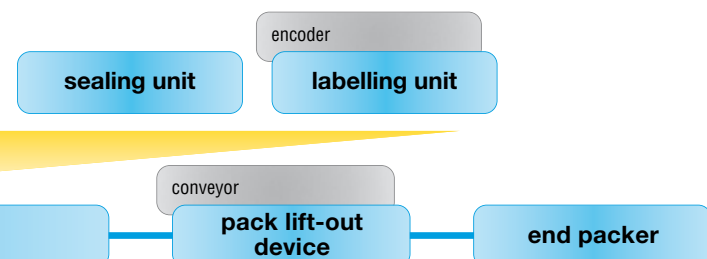 encoder
sealing unit
labelling unit
conveyor
pack lift-out
device
end packer